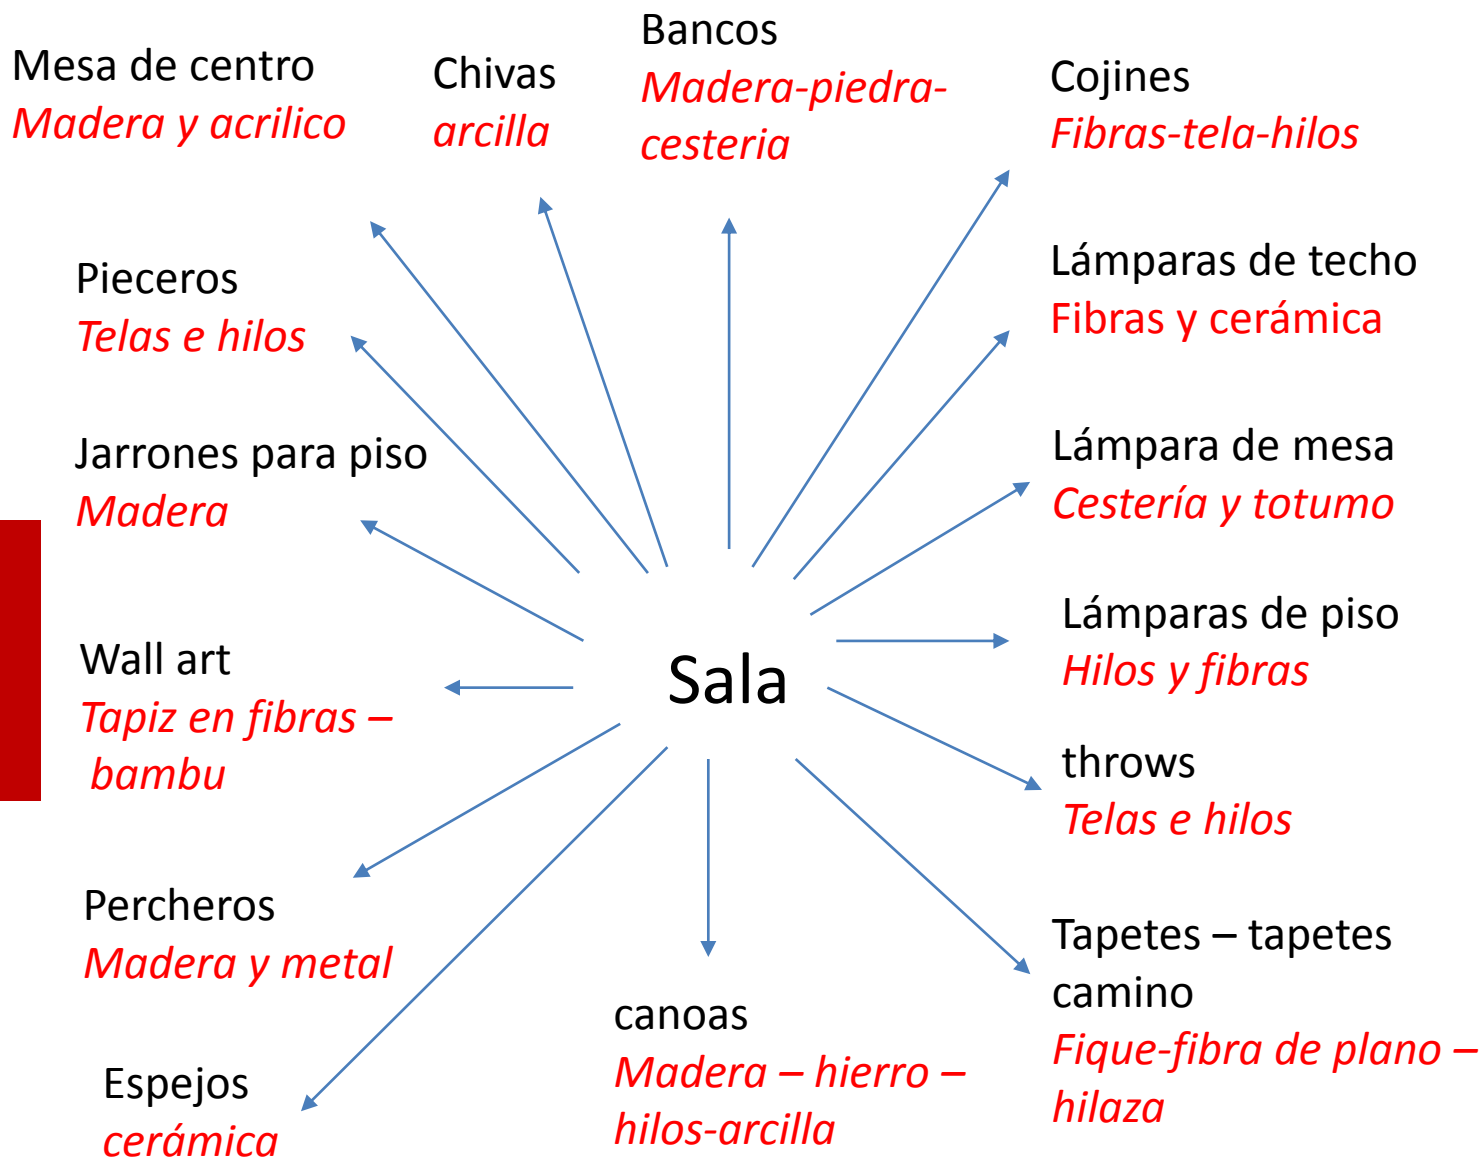 Mesa de centro
Madera y acrilico
Chivas
arcilla
Bancos
Madera-piedra-
cesteria
Cojines
Fibras-tela-hilos
Pieceros
Telas e hilos
Lámparas de techo
Fibras y cerámica
Jarrones para piso
Madera
Lámpara de mesa
Cestería y totumo
Wall art
Tapiz en fibras –
bambu
Sala
Lámparas de piso
Hilos y fibras
throws
Telas e hilos
Percheros
Madera y metal
Tapetes – tapetes
camino
Fique-fibra de plano –
hilaza
canoas
Madera – hierro –
hilos-arcilla
Espejos
cerámica